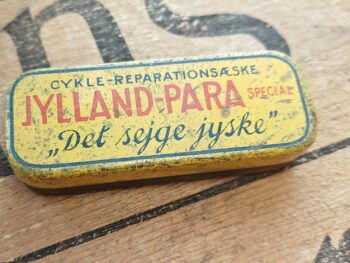 CYKLE-REPARATIONSÆSKE
JYLLAND-PARA SPECIAL
„Det sejge jyske”